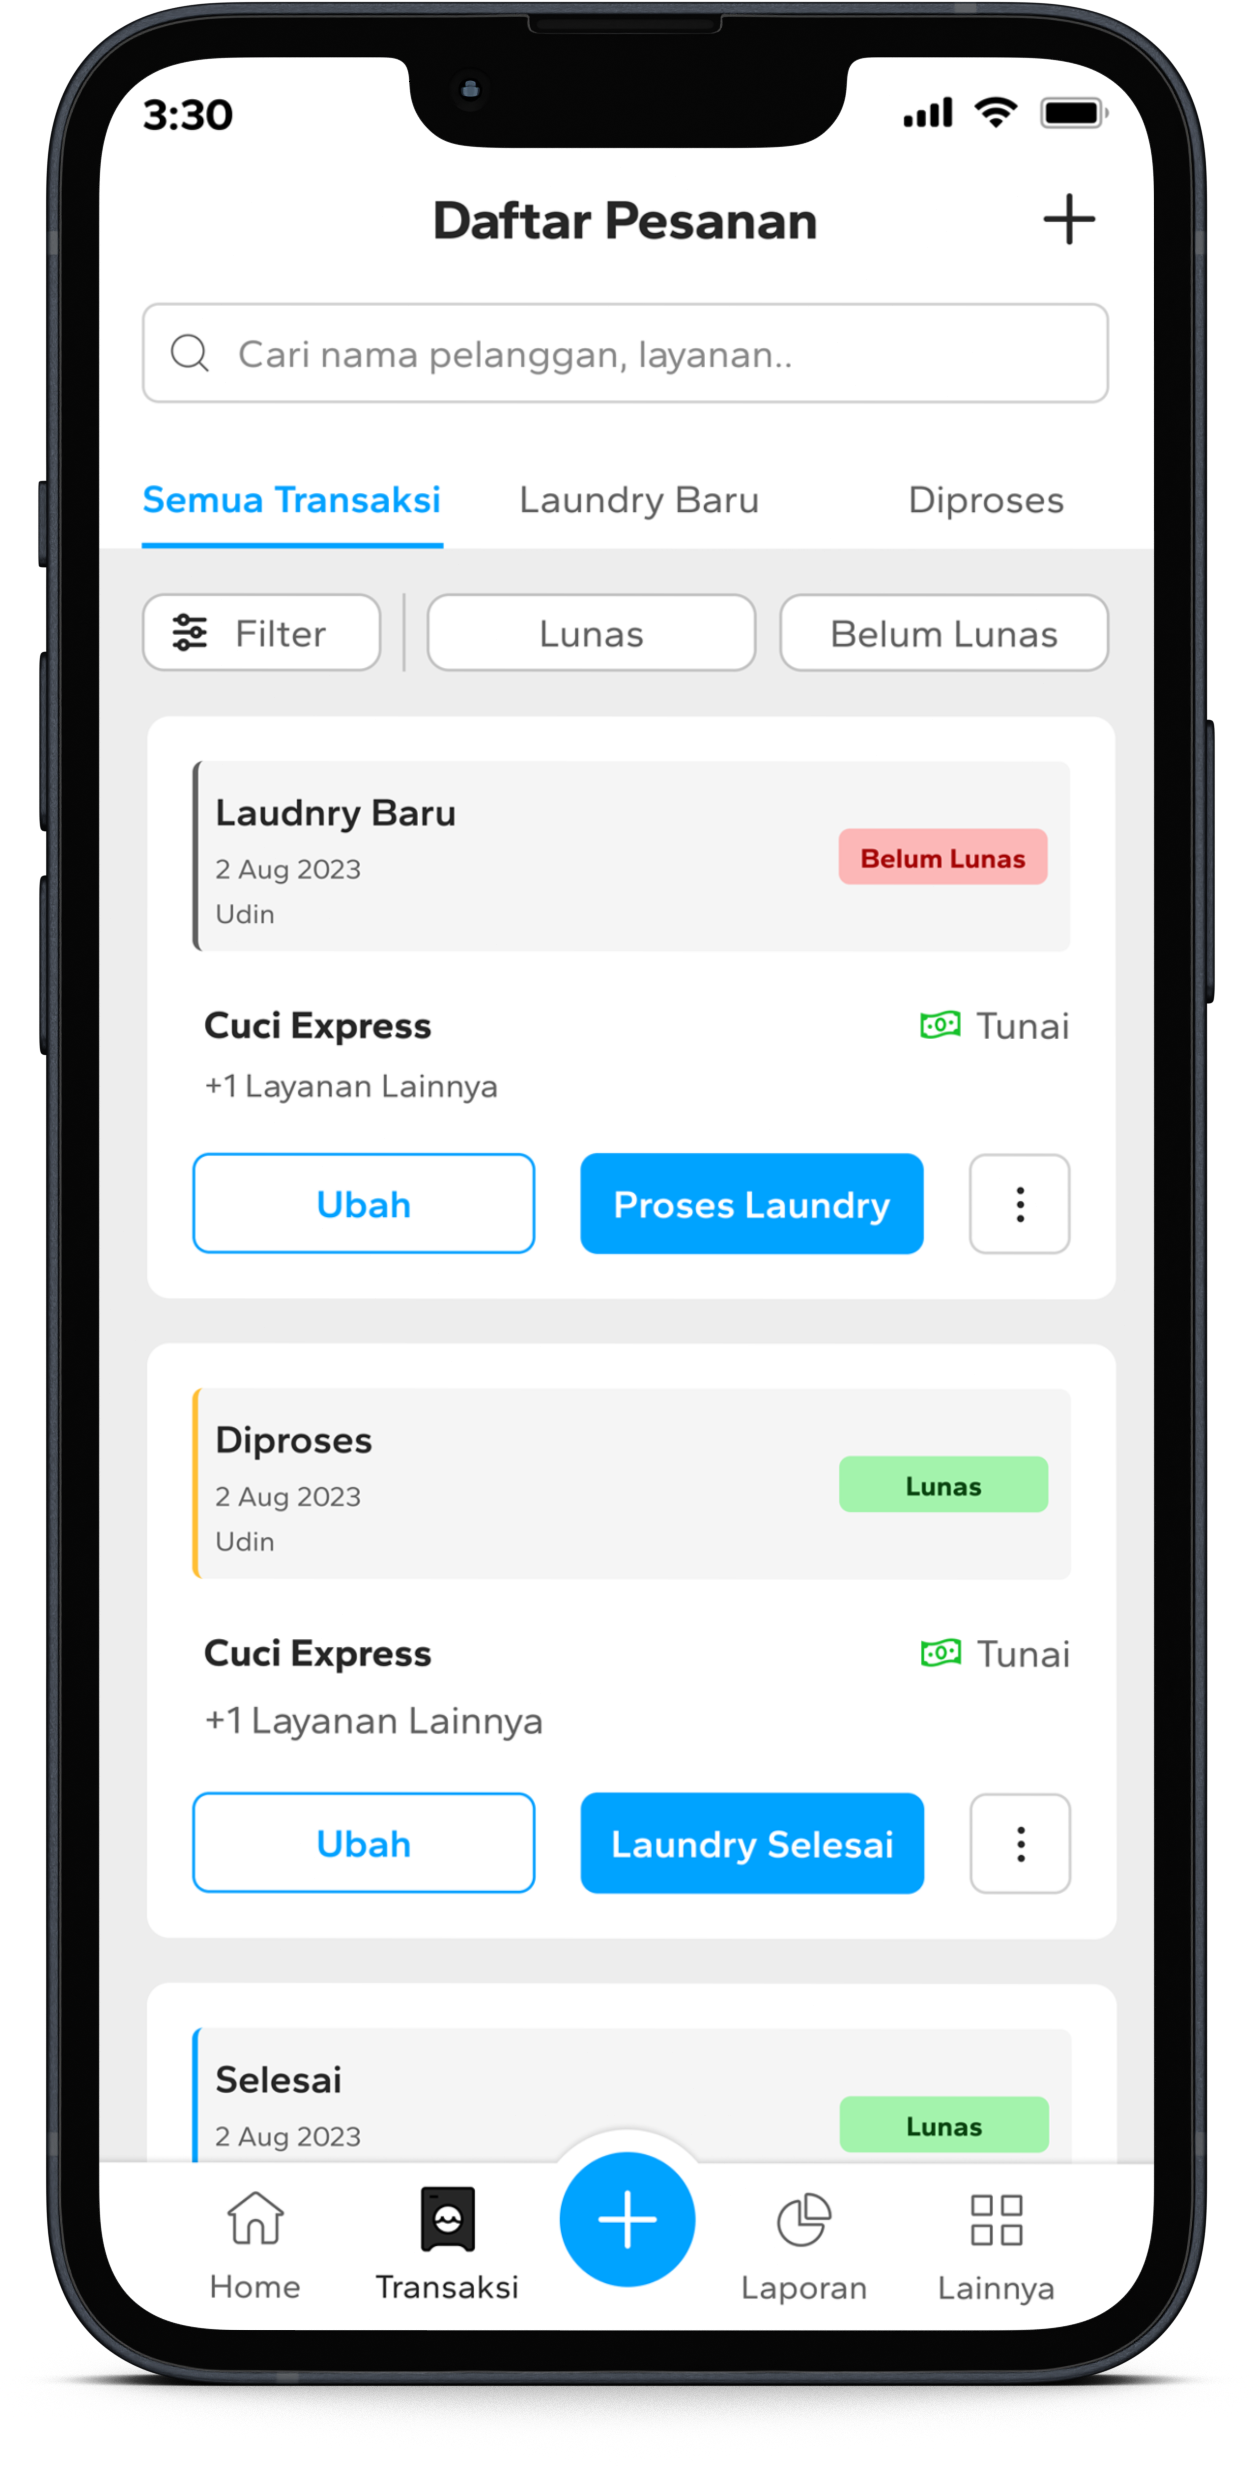 3:30
Daftar Pesanan
Cari nama pelanggan, layanan..
Semua Transaksi Laundry Baru Diproses
Filter Lunas Belum Lunas
Laudnry Baru
2 Aug 2023
Belum Lunas
Udin
Cuci Express Tunai
+1 Layanan Lainnya
Ubah Proses Laundry
Diproses
2 Aug 2023
Lunas
Udin
Cuci Express Tunai
+1 Layanan Lainnya
Ubah Laundry Selesai
Selesai
2 Aug 2023
Lunas
Home Transaksi Laporan Lainnya